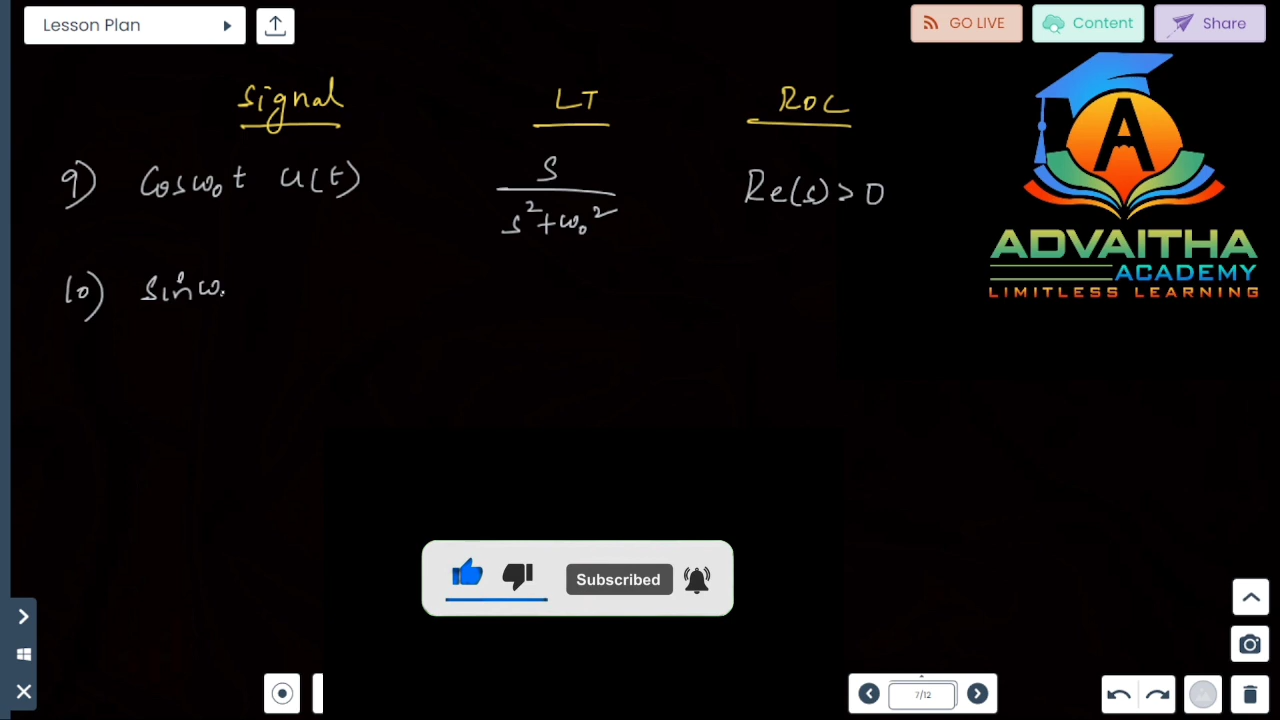 Lesson Plan
GO LIVE
Content
Share
Signal LT ROC
9) Cosω₀t u(t) s/(s²+ω₀²) Re(s)>0
10) Sinω.
A
ADVAITHA
ACADEMY
LIMITLESS LEARNING
Subscribed
7/12